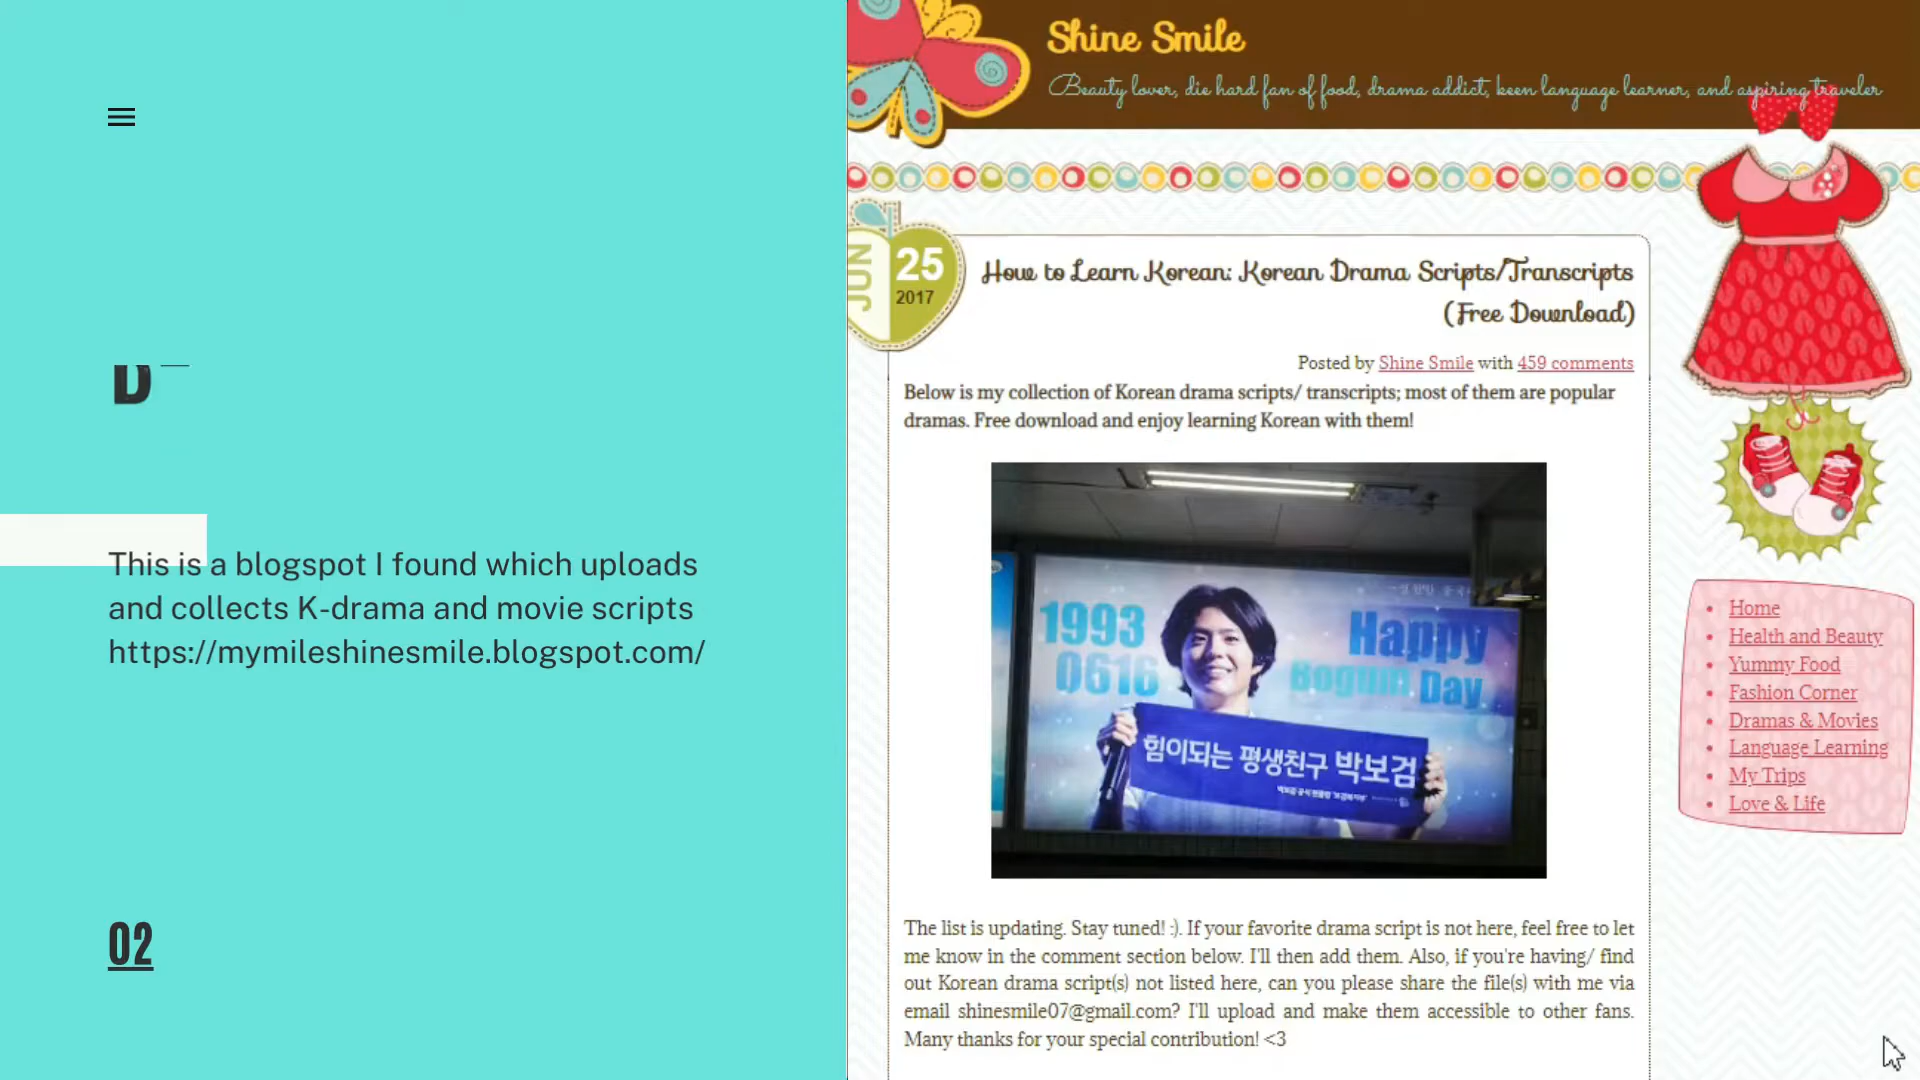 This is a blogspot I found which uploads
and collects K-drama and movie scripts
https://mymileshinesmile.blogspot.com/
02
Shine Smile
Beauty lover, die hard fan of food, drama addict, keen language learner, and aspiring traveler
JUN
25
2017
How to Learn Korean: Korean Drama Scripts/Transcripts
(Free Download)
Posted by Shine Smile with 459 comments
Below is my collection of Korean drama scripts/ transcripts; most of them are popular
dramas. Free download and enjoy learning Korean with them!
1993
0616
Happy
Bogum Day
힘이되는 평생친구 박보검
The list is updating. Stay tuned! :). If your favorite drama script is not here, feel free to let
me know in the comment section below. I'll then add them. Also, if you're having/ find
out Korean drama script(s) not listed here, can you please share the file(s) with me via
email shinesmile07@gmail.com? I'll upload and make them accessible to other fans.
Many thanks for your special contribution! <3
Home
Health and Beauty
Yummy Food
Fashion Corner
Dramas & Movies
Language Learning
My Trips
Love & Life